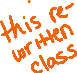 this re-
written
class